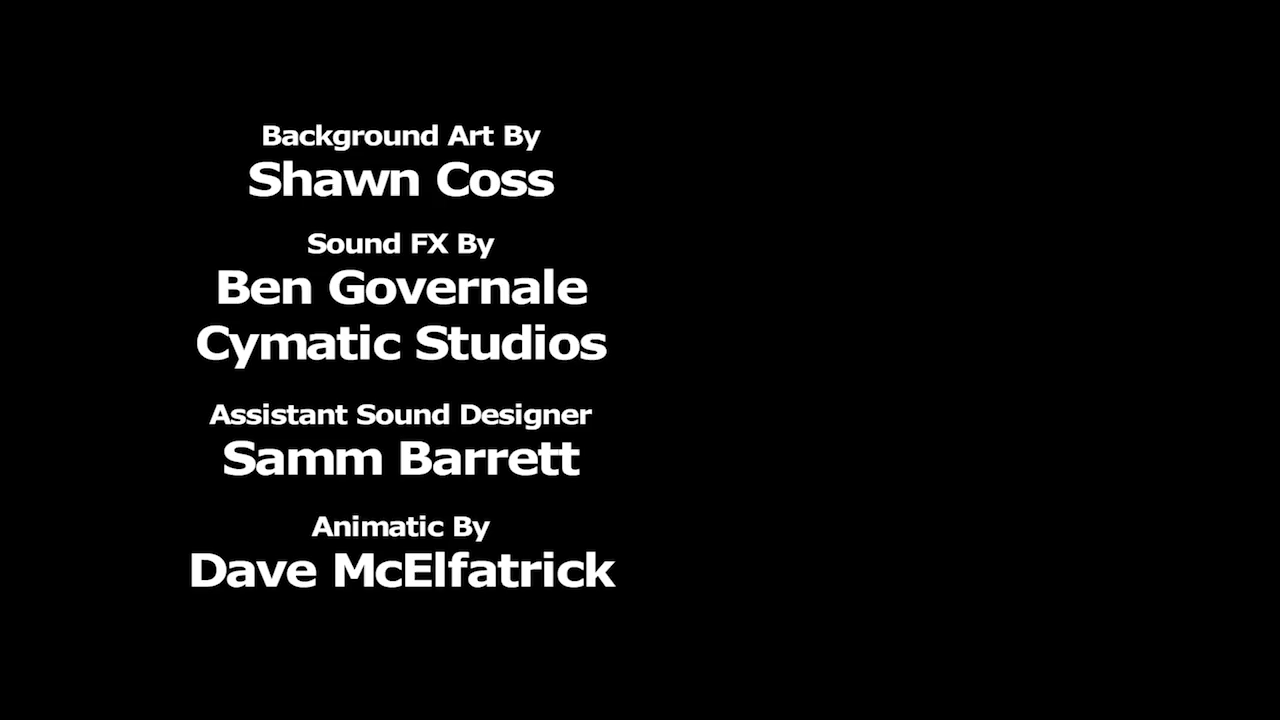 Background Art By
Shawn Coss
Sound FX By
Ben Governale
Cymatic Studios
Assistant Sound Designer
Samm Barrett
Animatic By
Dave McElfatrick